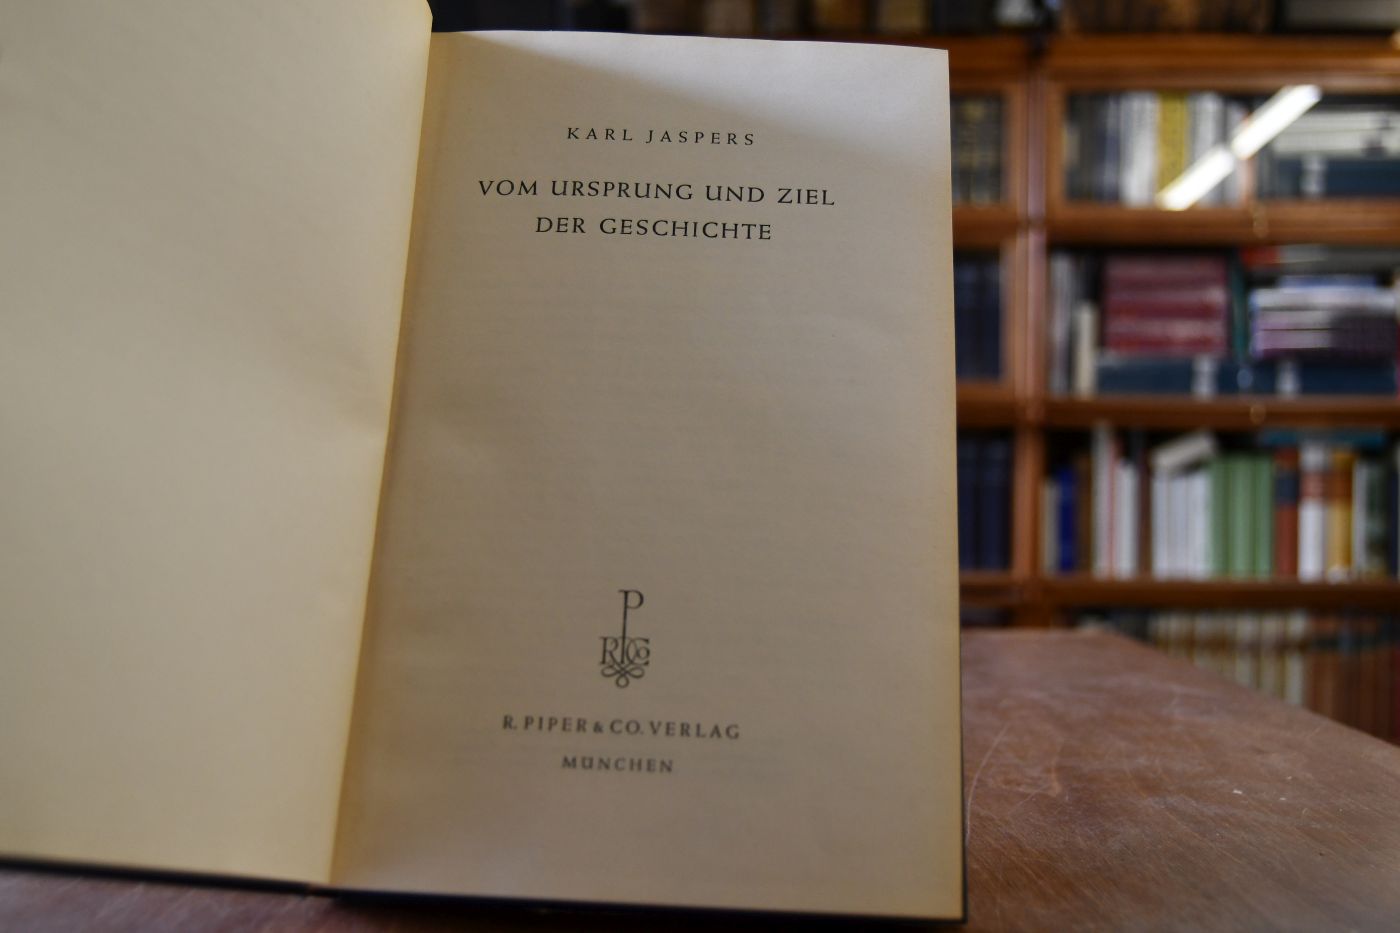 KARL JASPERS
VOM URSPRUNG UND ZIEL
DER GESCHICHTE
P
R P Co
R. PIPER & CO. VERLAG
MÜNCHEN